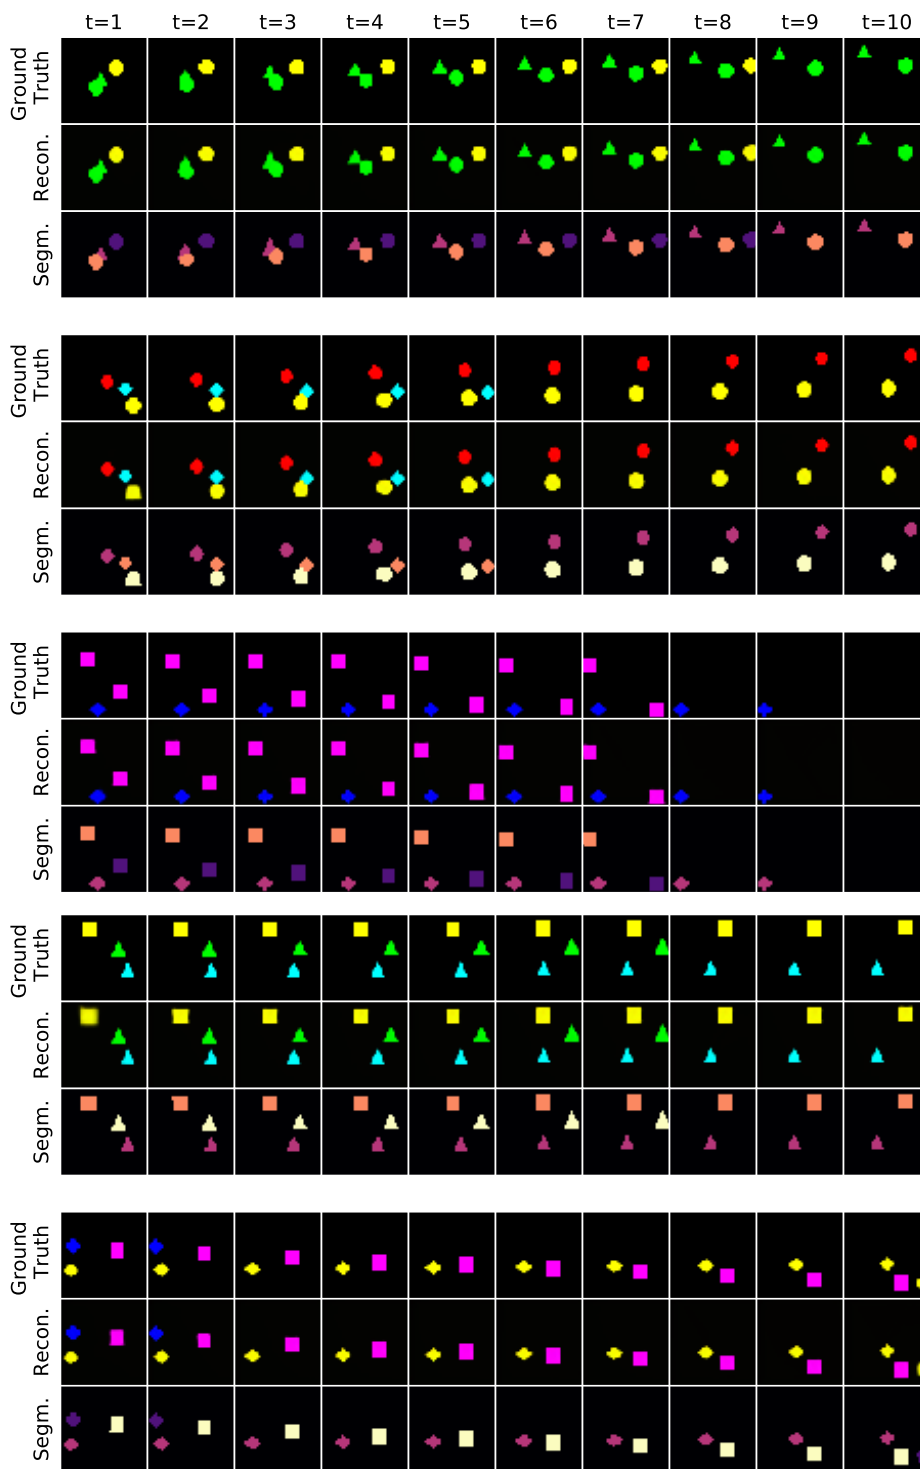 t=1 t=2 t=3 t=4 t=5 t=6 t=7 t=8 t=9 t=10
Ground
Truth
Recon.
Segm.
Ground
Truth
Recon.
Segm.
Ground
Truth
Recon.
Segm.
Ground
Truth
Recon.
Segm.
Ground
Truth
Recon.
Segm.